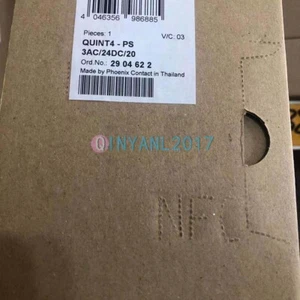 4 046356 986885
Pieces: 1 V/C: 03
QUINT4 - PS
3AC/24DC/20
Ord.No.: 29 04 62 2
Made by Phoenix Contact in Thailand
QINYANL2017
NFC